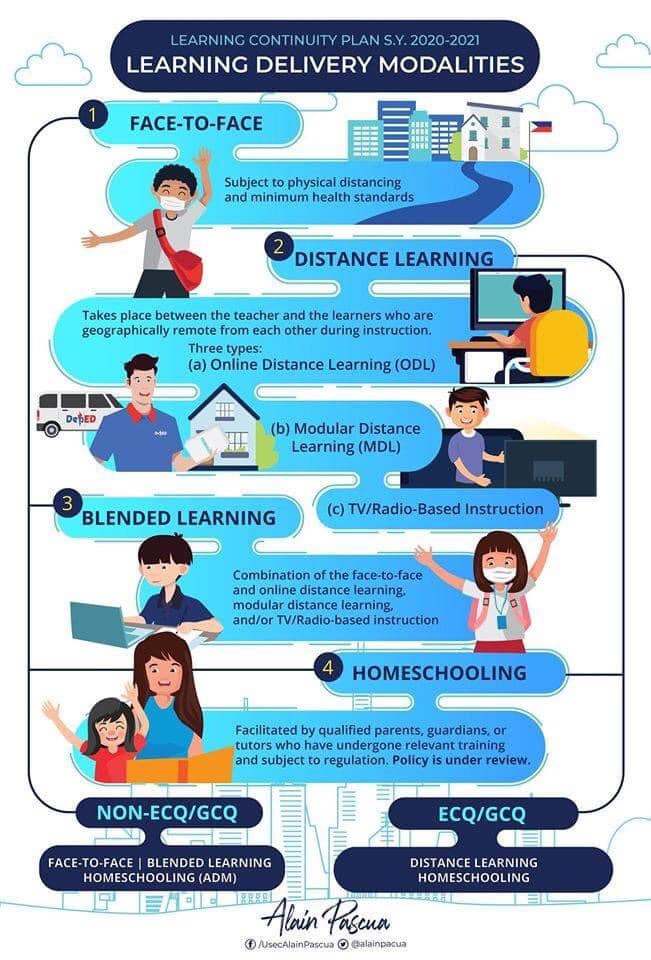 LEARNING CONTINUITY PLAN S.Y. 2020-2021
LEARNING DELIVERY MODALITIES
1
FACE-TO-FACE
Subject to physical distancing
and minimum health standards
2
DISTANCE LEARNING
Takes place between the teacher and the learners who are
geographically remote from each other during instruction.
Three types:
(a) Online Distance Learning (ODL)
DepED
(b) Modular Distance
Learning (MDL)
(c) TV/Radio-Based Instruction
3
BLENDED LEARNING
Combination of the face-to-face
and online distance learning,
modular distance learning,
and/or TV/Radio-based instruction
4
HOMESCHOOLING
Facilitated by qualified parents, guardians, or
tutors who have undergone relevant training
and subject to regulation. Policy is under review.
NON-ECQ/GCQ
FACE-TO-FACE | BLENDED LEARNING
HOMESCHOOLING (ADM)
ECQ/GCQ
DISTANCE LEARNING
HOMESCHOOLING
Alain Pascua
/UsecAlainPascua @alainpacua